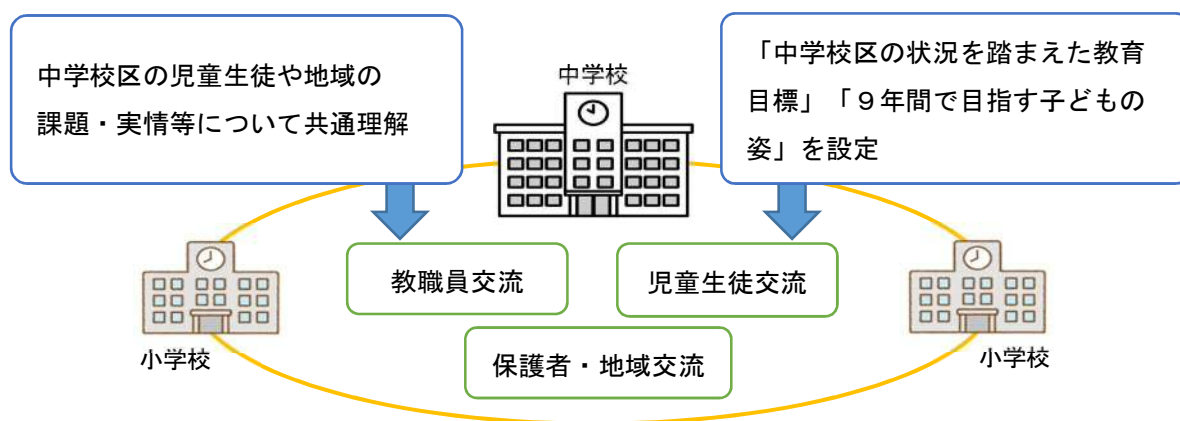 中学校区の児童生徒や地域の
課題・実情等について共通理解
中学校
「中学校区の状況を踏まえた教育
目標」「９年間で目指す子どもの
姿」を設定
教職員交流
児童生徒交流
小学校
保護者・地域交流
小学校